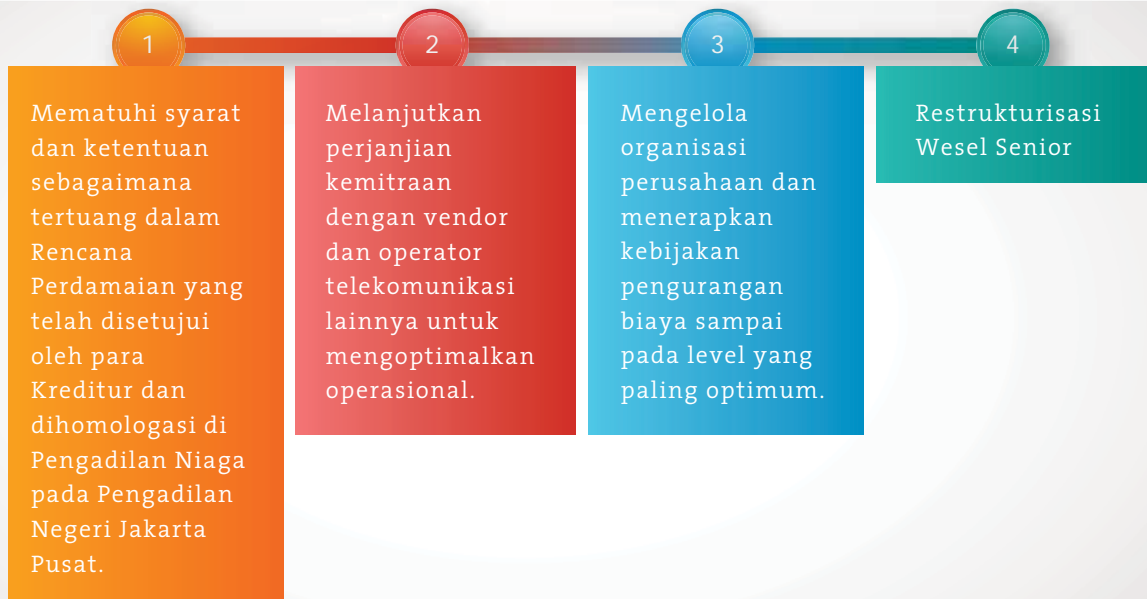 1
Mematuhi syarat
dan ketentuan
sebagaimana
tertuang dalam
Rencana
Perdamaian yang
telah disetujui
oleh para
Kreditur dan
dihomologasi di
Pengadilan Niaga
pada Pengadilan
Negeri Jakarta
Pusat.
2
Melanjutkan
perjanjian
kemitraan
dengan vendor
dan operator
telekomunikasi
lainnya untuk
mengoptimalkan
operasional.
3
Mengelola
organisasi
perusahaan dan
menerapkan
kebijakan
pengurangan
biaya sampai
pada level yang
paling optimum.
4
Restrukturisasi
Wesel Senior